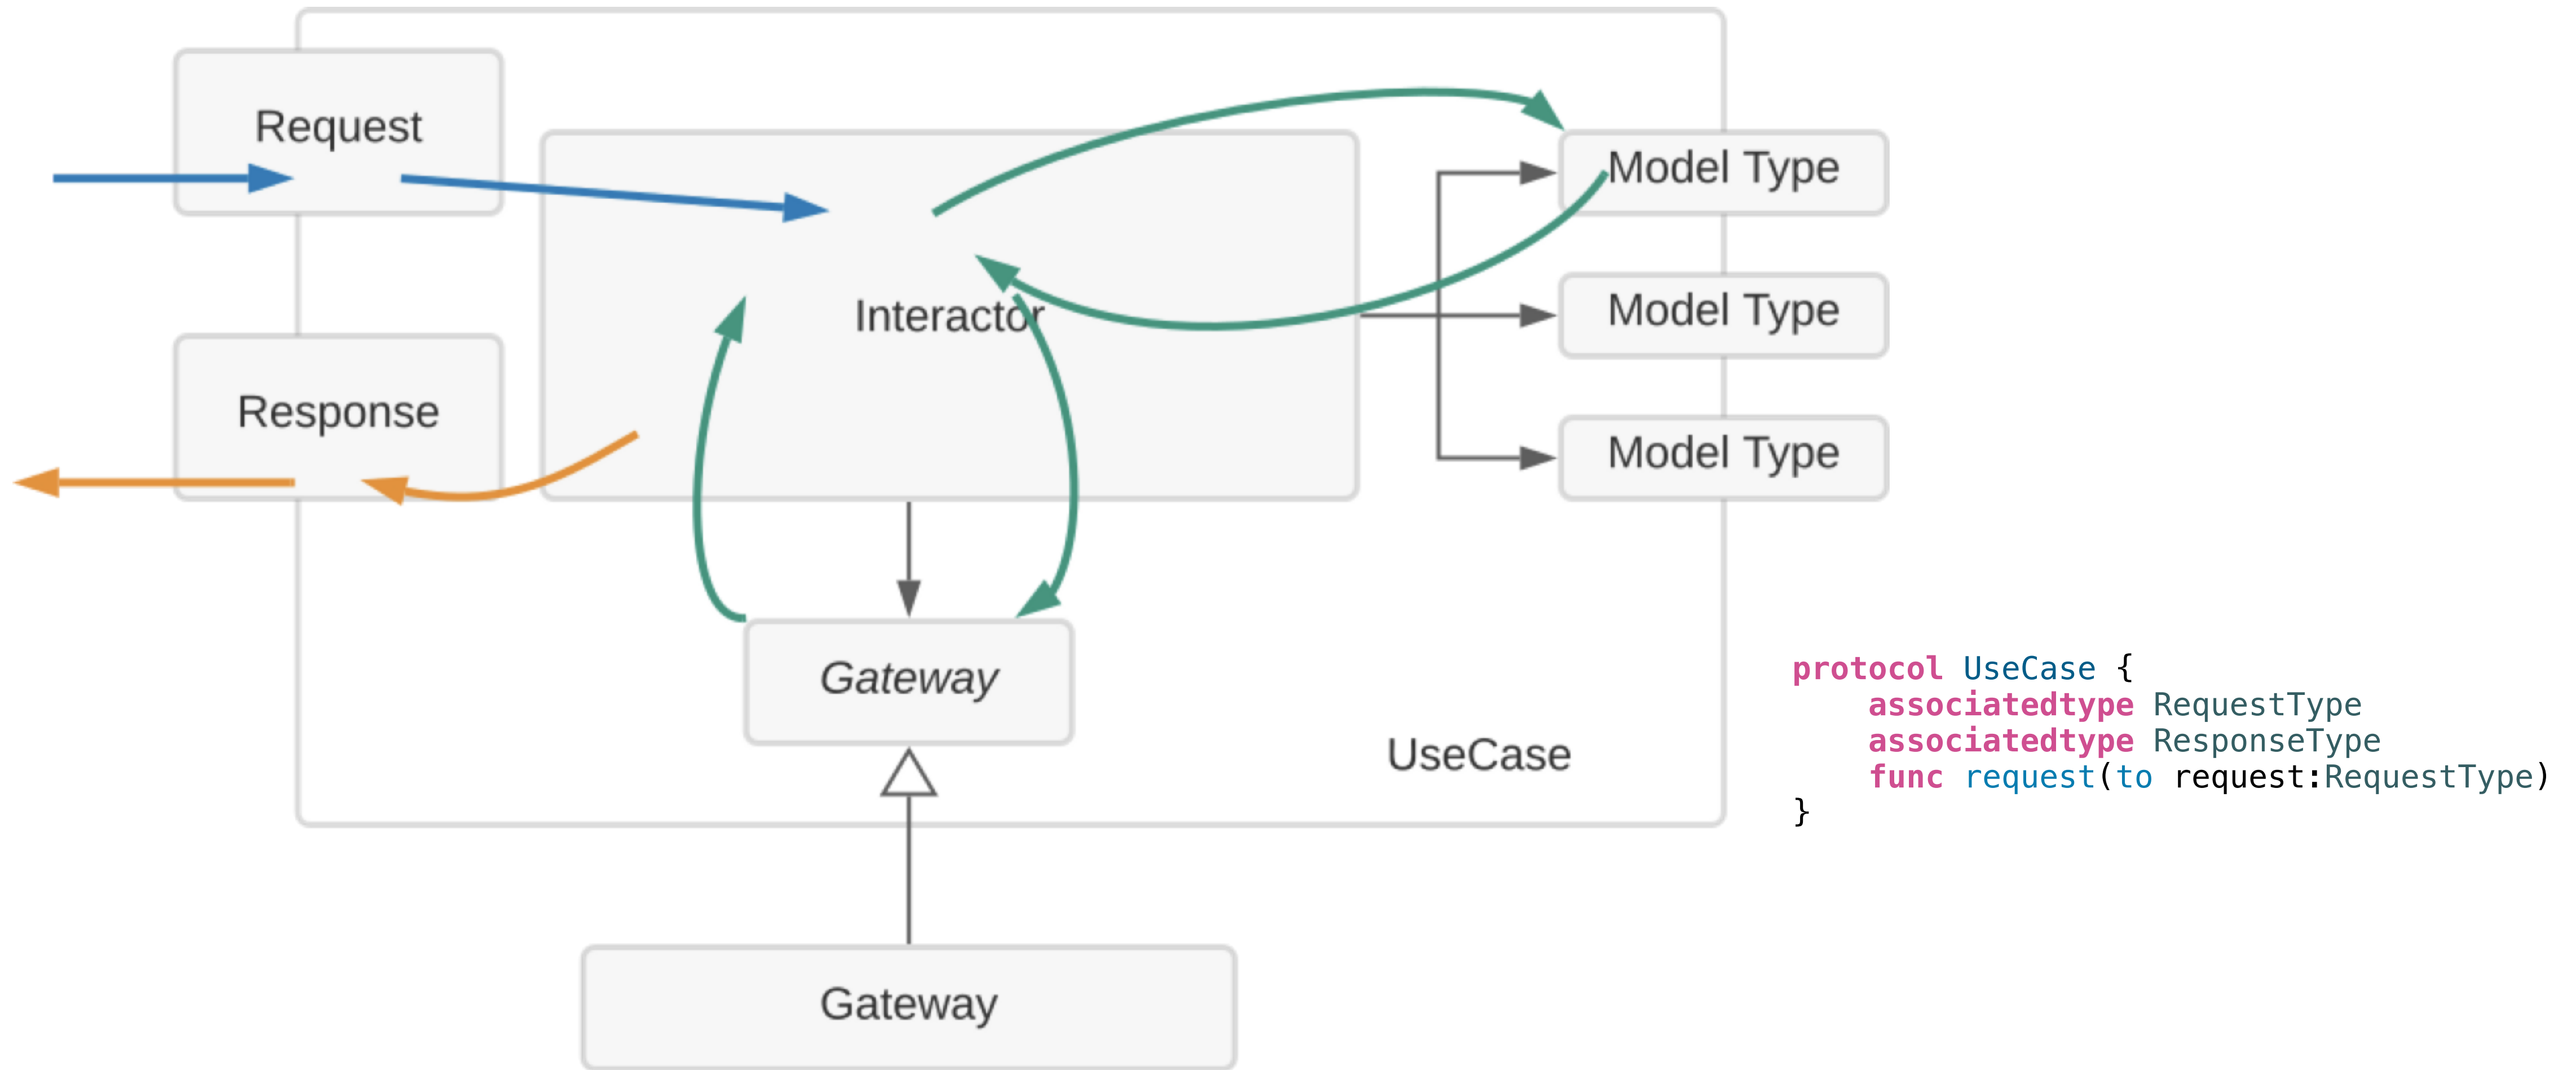 Request
Model Type
Interactor
Model Type
Response
Model Type
Gateway
UseCase
Gateway
protocol UseCase {
    associatedtype RequestType
    associatedtype ResponseType
    func request(to request:RequestType)
}